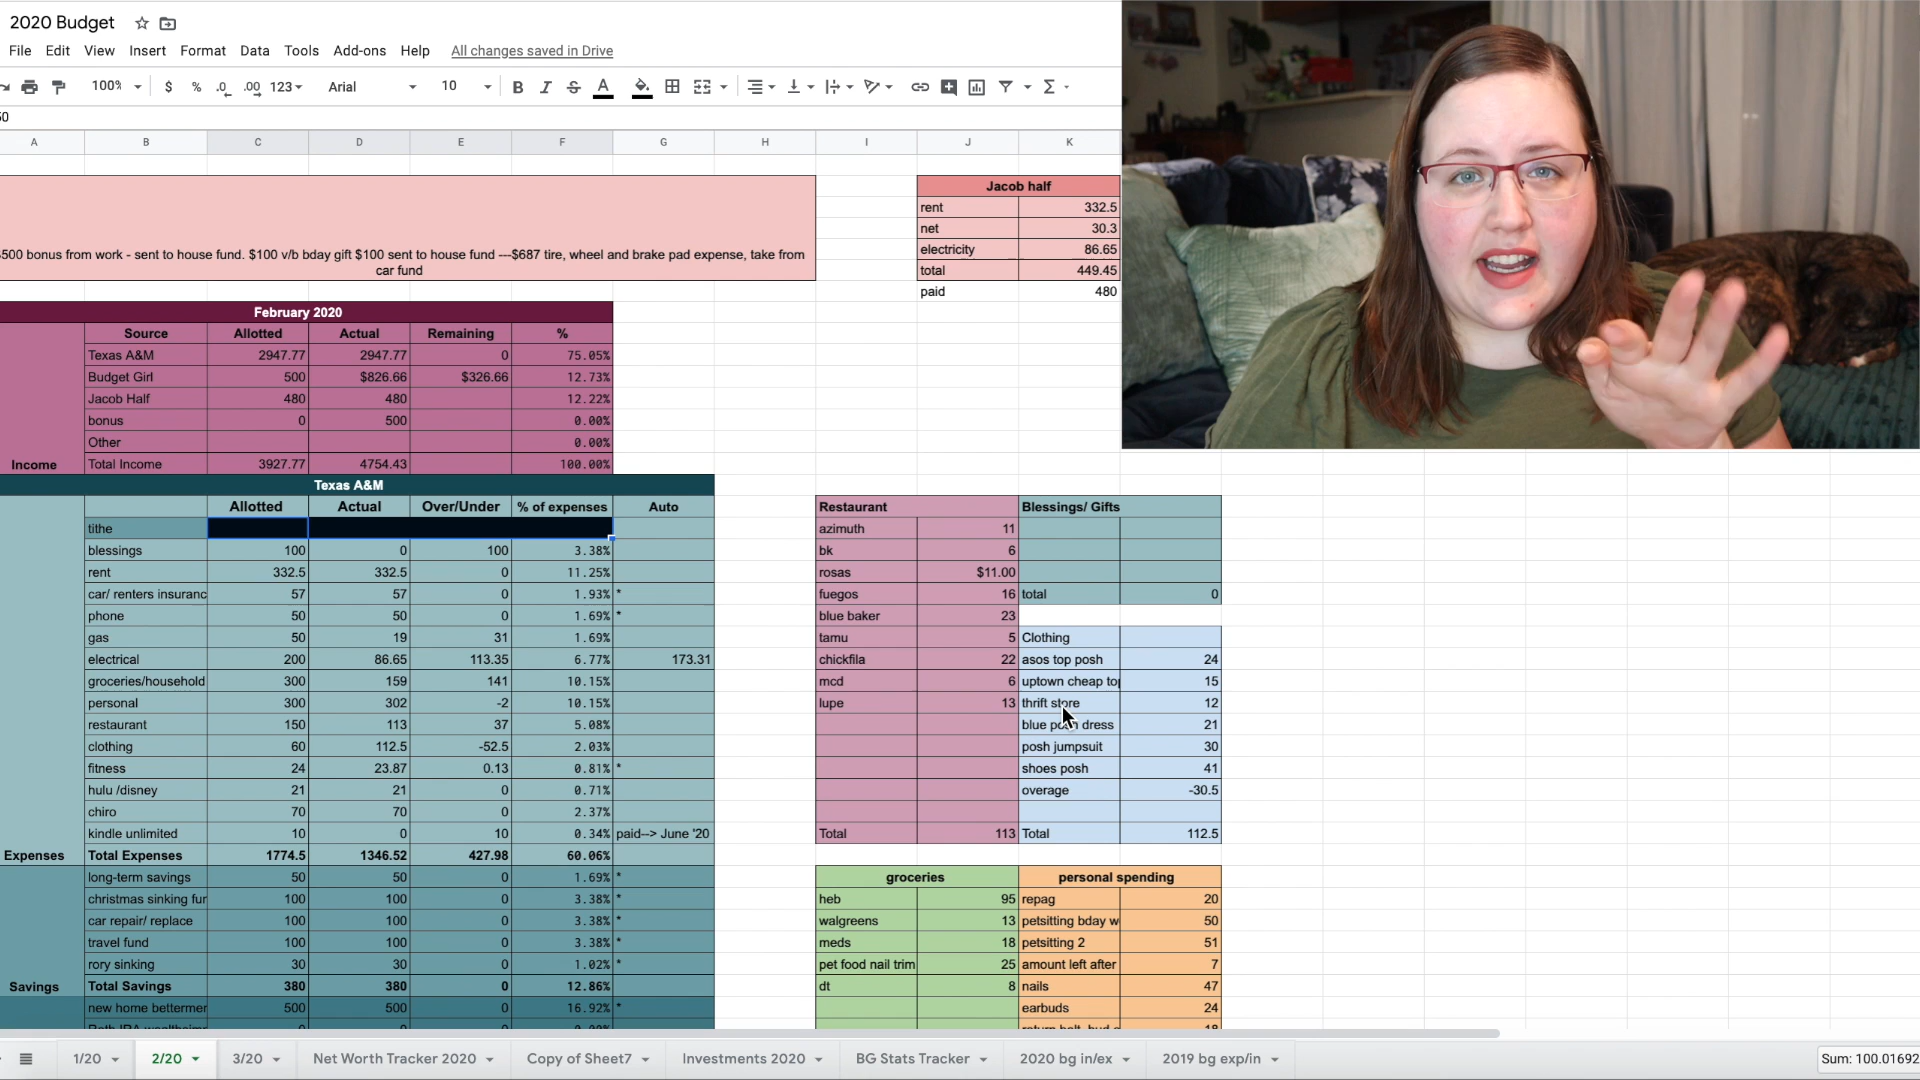 2020 Budget
File Edit View Insert Format Data Tools Add-ons Help All changes saved in Drive
100% $ % .0 .00 123 Arial 10 B I S A
A B C D E F G H I J K
500 bonus from work - sent to house fund. $100 v/b bday gift $100 sent to house fund ---$687 tire, wheel and brake pad expense, take from
car fund
Jacob half
rent 332.5
net 30.3
electricity 86.65
total 449.45
paid 480
February 2020
Source Allotted Actual Remaining %
Texas A&M 2947.77 2947.77 0 75.05%
Budget Girl 500 $826.66 $326.66 12.73%
Jacob Half 480 480 12.22%
bonus 0 500 0.00%
Other 0.00%
Income Total Income 3927.77 4754.43 100.00%
Texas A&M
Allotted Actual Over/Under % of expenses Auto
tithe
blessings 100 0 100 3.38%
rent 332.5 332.5 0 11.25%
car/ renters insuranc 57 57 0 1.93% *
phone 50 50 0 1.69% *
gas 50 19 31 1.69%
electrical 200 86.65 113.35 6.77% 173.31
groceries/household 300 159 141 10.15%
personal 300 302 -2 10.15%
restaurant 150 113 37 5.08%
clothing 60 112.5 -52.5 2.03%
fitness 24 23.87 0.13 0.81% *
hulu /disney 21 21 0 0.71%
chiro 70 70 0 2.37%
kindle unlimited 10 0 10 0.34% paid--> June '20
Expenses Total Expenses 1774.5 1346.52 427.98 60.06%
long-term savings 50 50 0 1.69% *
christmas sinking fur 100 100 0 3.38% *
car repair/ replace 100 100 0 3.38% *
travel fund 100 100 0 3.38% *
rory sinking 30 30 0 1.02% *
Savings Total Savings 380 380 0 12.86%
new home bettermer 500 500 0 16.92% *
Restaurant
azimuth 11
bk 6
rosas $11.00
fuegos 16
blue baker 23
tamu 5
chickfila 22
mcd 6
lupe 13
Total 113
Blessings/ Gifts
total 0
Clothing
asos top posh 24
uptown cheap top 15
thrift store 12
blue posh dress 21
posh jumpsuit 30
shoes posh 41
overage -30.5
Total 112.5
groceries
heb 95
walgreens 13
meds 18
pet food nail trim 25
dt 8
personal spending
repag 20
petsitting bday w 50
petsitting 2 51
amount left after 7
nails 47
earbuds 24
1/20 2/20 3/20 Net Worth Tracker 2020 Copy of Sheet7 Investments 2020 BG Stats Tracker 2020 bg in/ex 2019 bg exp/in Sum: 100.01692